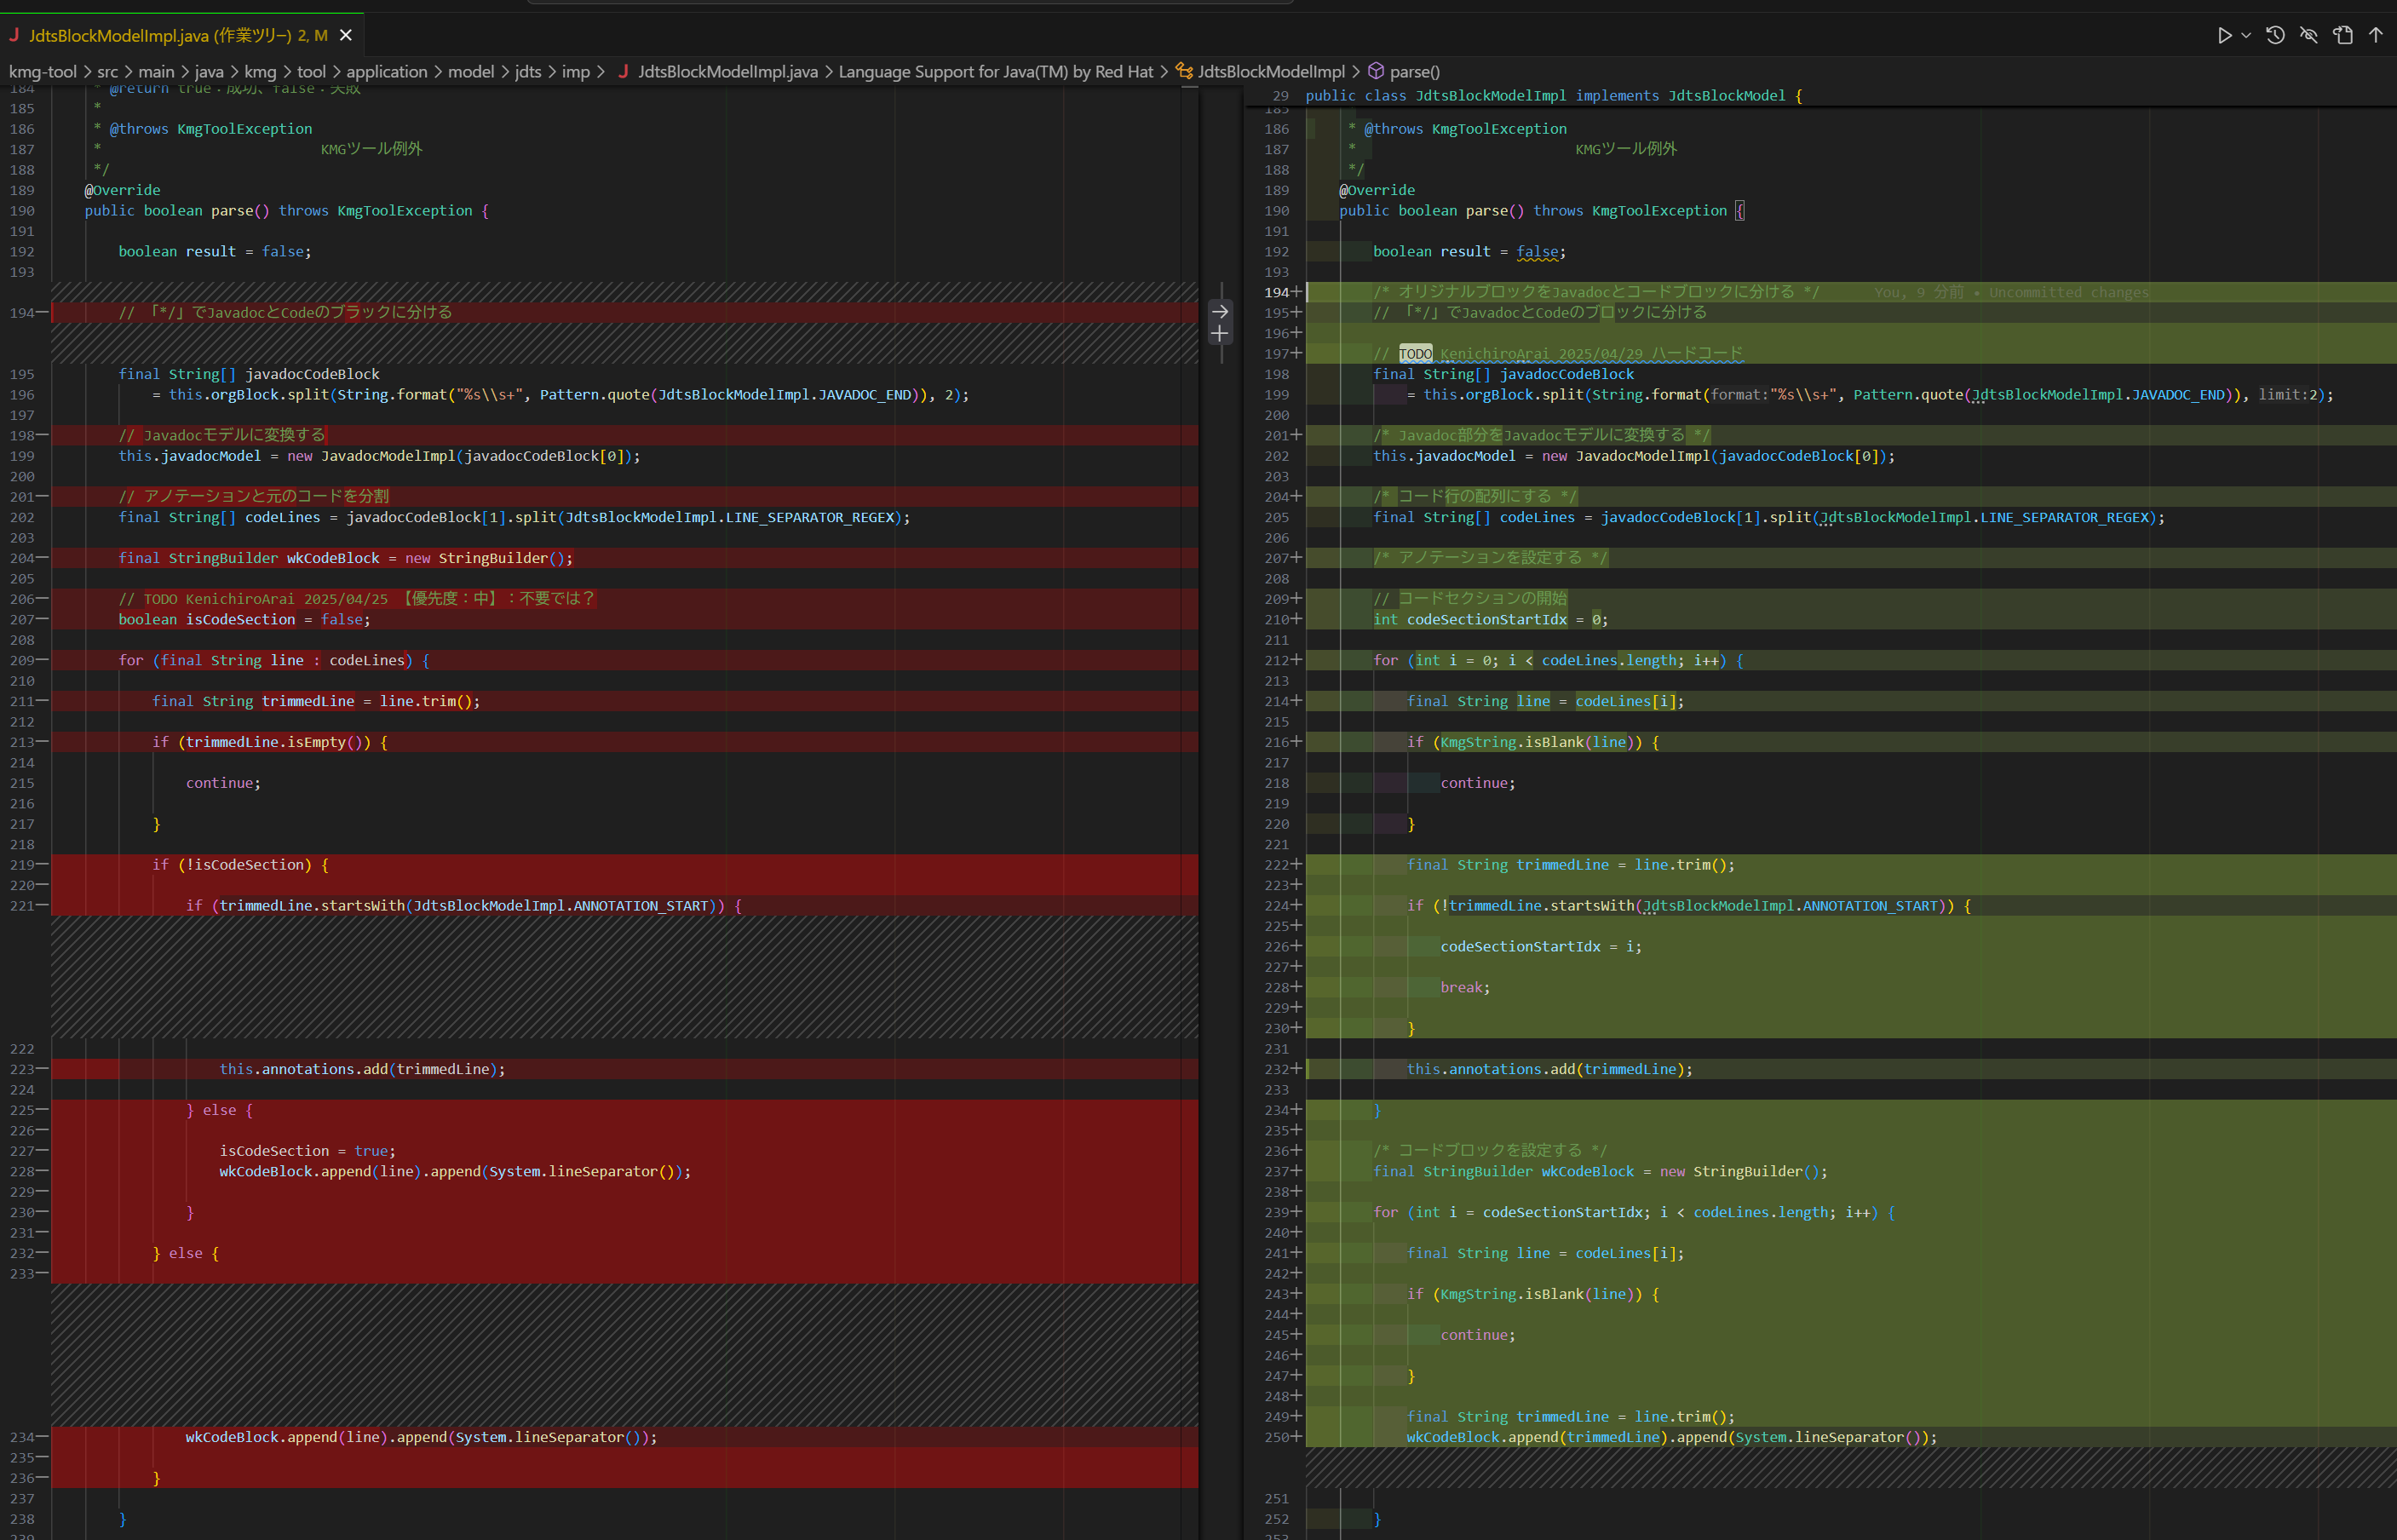 JdtsBlockModelImpl.java (作業ツリー) 2, M
kmg-tool > src > main > java > kmg > tool > application > model > jdts > imp > JdtsBlockModelImpl.java > Language Support for Java(TM) by Red Hat > JdtsBlockModelImpl > parse()
184 * @return true：成功、false：失敗
185 *
186 * @throws KmgToolException
187 * KMGツール例外
188 */
189 @Override
190 public boolean parse() throws KmgToolException {
191
192 boolean result = false;
193
194— // 「*/」でJavadocとCodeのブラックに分ける
195 final String[] javadocCodeBlock
196 = this.orgBlock.split(String.format("%s\\s+", Pattern.quote(JdtsBlockModelImpl.JAVADOC_END)), 2);
197
198— // Javadocモデルに変換する
199 this.javadocModel = new JavadocModelImpl(javadocCodeBlock[0]);
200
201— // アノテーションと元のコードを分割
202 final String[] codeLines = javadocCodeBlock[1].split(JdtsBlockModelImpl.LINE_SEPARATOR_REGEX);
203
204— final StringBuilder wkCodeBlock = new StringBuilder();
205
206— // TODO KenichiroArai 2025/04/25 【優先度：中】：不要では？
207— boolean isCodeSection = false;
208
209— for (final String line : codeLines) {
210
211— final String trimmedLine = line.trim();
212
213— if (trimmedLine.isEmpty()) {
214
215 continue;
216
217 }
218
219— if (!isCodeSection) {
220—
221— if (trimmedLine.startsWith(JdtsBlockModelImpl.ANNOTATION_START)) {
222
223— this.annotations.add(trimmedLine);
224
225— } else {
226—
227— isCodeSection = true;
228— wkCodeBlock.append(line).append(System.lineSeparator());
229—
230— }
231—
232— } else {
233—
234— wkCodeBlock.append(line).append(System.lineSeparator());
235—
236— }
237
238 }
239
29 public class JdtsBlockModelImpl implements JdtsBlockModel {
185
186 * @throws KmgToolException
187 * KMGツール例外
188 */
189 @Override
190 public boolean parse() throws KmgToolException {
191
192 boolean result = false;
193
194+ /* オリジナルブロックをJavadocとコードブロックに分ける */ You, 9 分前 • Uncommitted changes
195+ // 「*/」でJavadocとCodeのブロックに分ける
196+
197+ // TODO KenichiroArai 2025/04/29 ハードコード
198 final String[] javadocCodeBlock
199 = this.orgBlock.split(String.format(format:"%s\\s+", Pattern.quote(JdtsBlockModelImpl.JAVADOC_END)), limit:2);
200
201+ /* Javadoc部分をJavadocモデルに変換する */
202 this.javadocModel = new JavadocModelImpl(javadocCodeBlock[0]);
203
204+ /* コード行の配列にする */
205 final String[] codeLines = javadocCodeBlock[1].split(JdtsBlockModelImpl.LINE_SEPARATOR_REGEX);
206
207+ /* アノテーションを設定する */
208
209+ // コードセクションの開始
210+ int codeSectionStartIdx = 0;
211
212+ for (int i = 0; i < codeLines.length; i++) {
213
214+ final String line = codeLines[i];
215
216+ if (KmgString.isBlank(line)) {
217
218 continue;
219
220 }
221
222+ final String trimmedLine = line.trim();
223+
224+ if (!trimmedLine.startsWith(JdtsBlockModelImpl.ANNOTATION_START)) {
225+
226+ codeSectionStartIdx = i;
227+
228+ break;
229+
230+ }
231
232+ this.annotations.add(trimmedLine);
233
234+ }
235+
236+ /* コードブロックを設定する */
237+ final StringBuilder wkCodeBlock = new StringBuilder();
238+
239+ for (int i = codeSectionStartIdx; i < codeLines.length; i++) {
240+
241+ final String line = codeLines[i];
242+
243+ if (KmgString.isBlank(line)) {
244+
245+ continue;
246+
247+ }
248+
249+ final String trimmedLine = line.trim();
250+ wkCodeBlock.append(trimmedLine).append(System.lineSeparator());
251
252 }
253